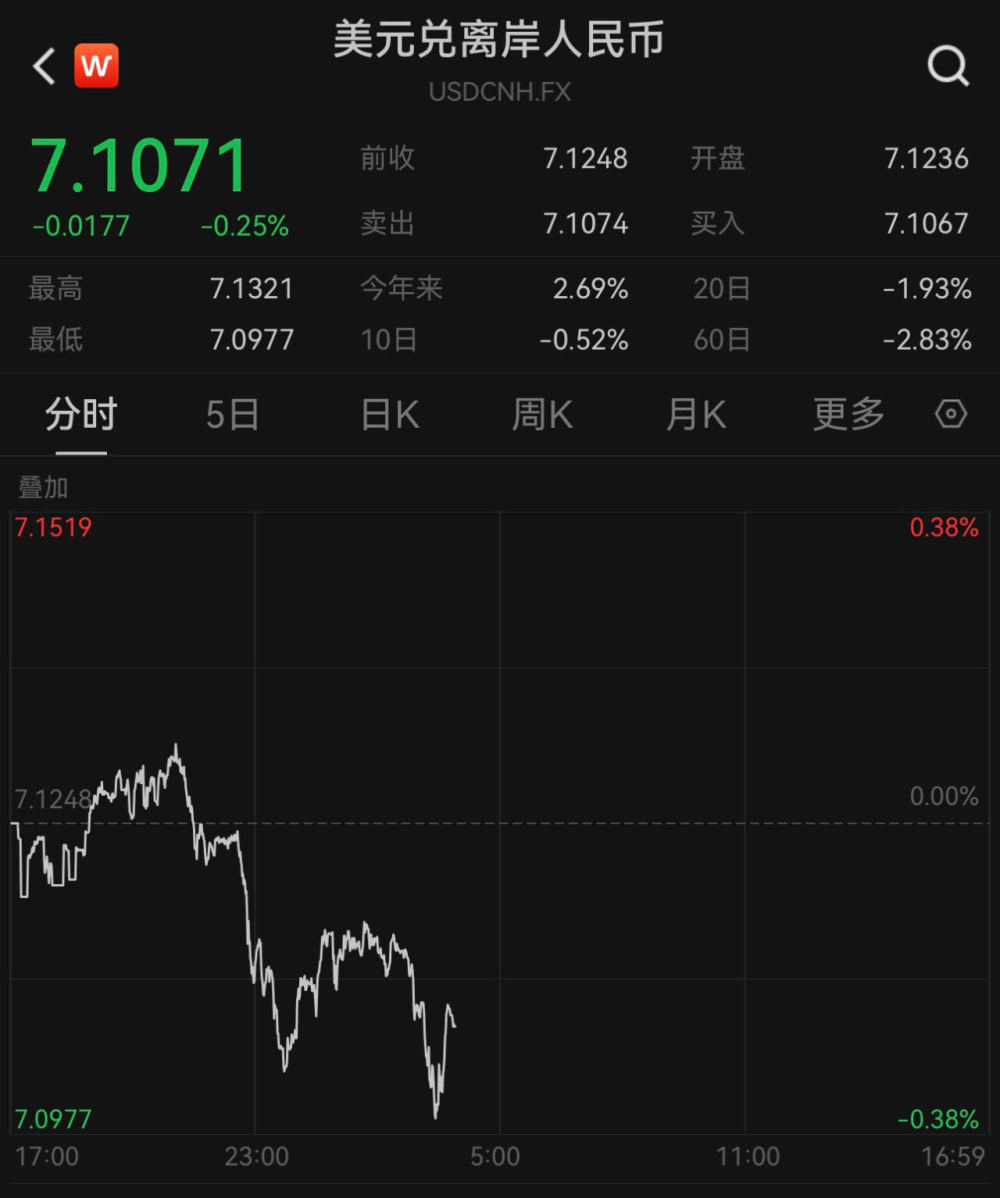 美元兑离岸人民币
W
USDCNH.FX
7.1071 前收 7.1248 开盘 7.1236
-0.0177 -0.25% 卖出 7.1074 买入 7.1067
最高 7.1321 今年来 2.69% 20日 -1.93%
最低 7.0977 10日 -0.52% 60日 -2.83%
分时 5日 日K 周K 月K 更多
叠加
7.1519 0.38%
7.1248 0.00%
7.0977 -0.38%
17:00 23:00 5:00 11:00 16:59